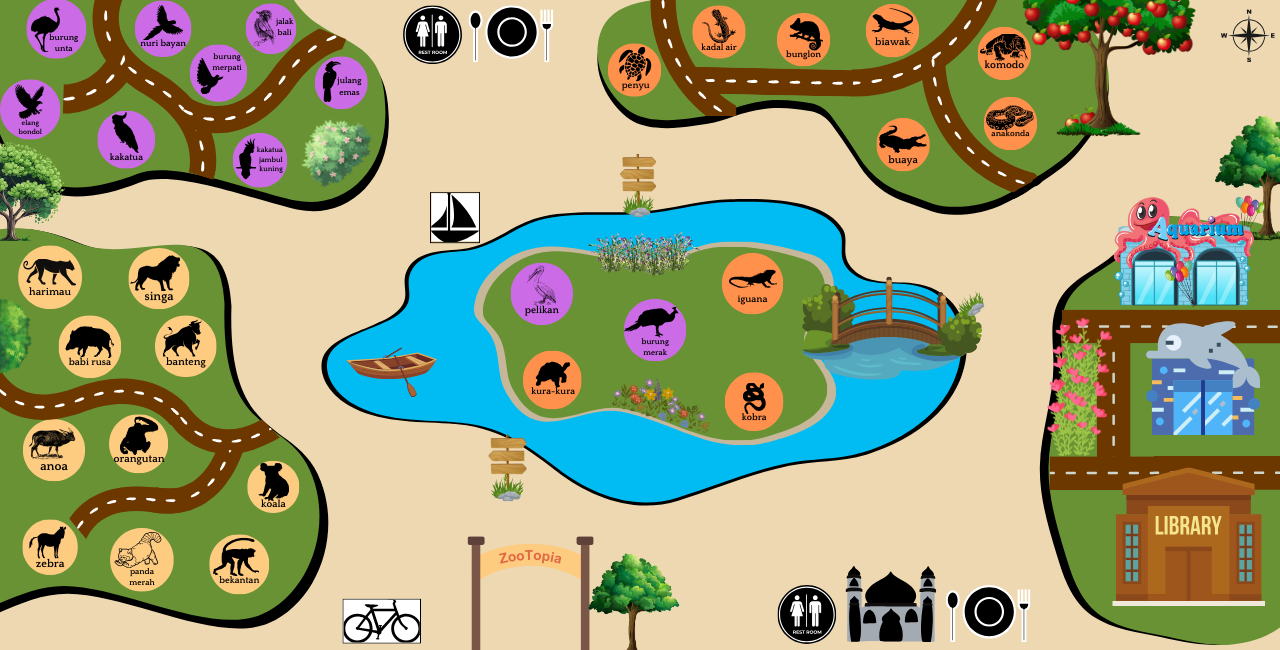 burung
unta
nuri bayan
jalak
bali
burung
merpati
julang
emas
elang
bondol
kakatua
kakatua
jambul
kuning
REST ROOM
penyu
kadal air
bunglon
biawak
komodo
anakonda
buaya
N
W E
S
Aquarium
harimau
singa
babi rusa
banteng
anoa
orangutan
koala
zebra
panda
merah
bekantan
pelikan
burung
merak
iguana
kura-kura
kobra
LIBRARY
ZooTopia
REST ROOM